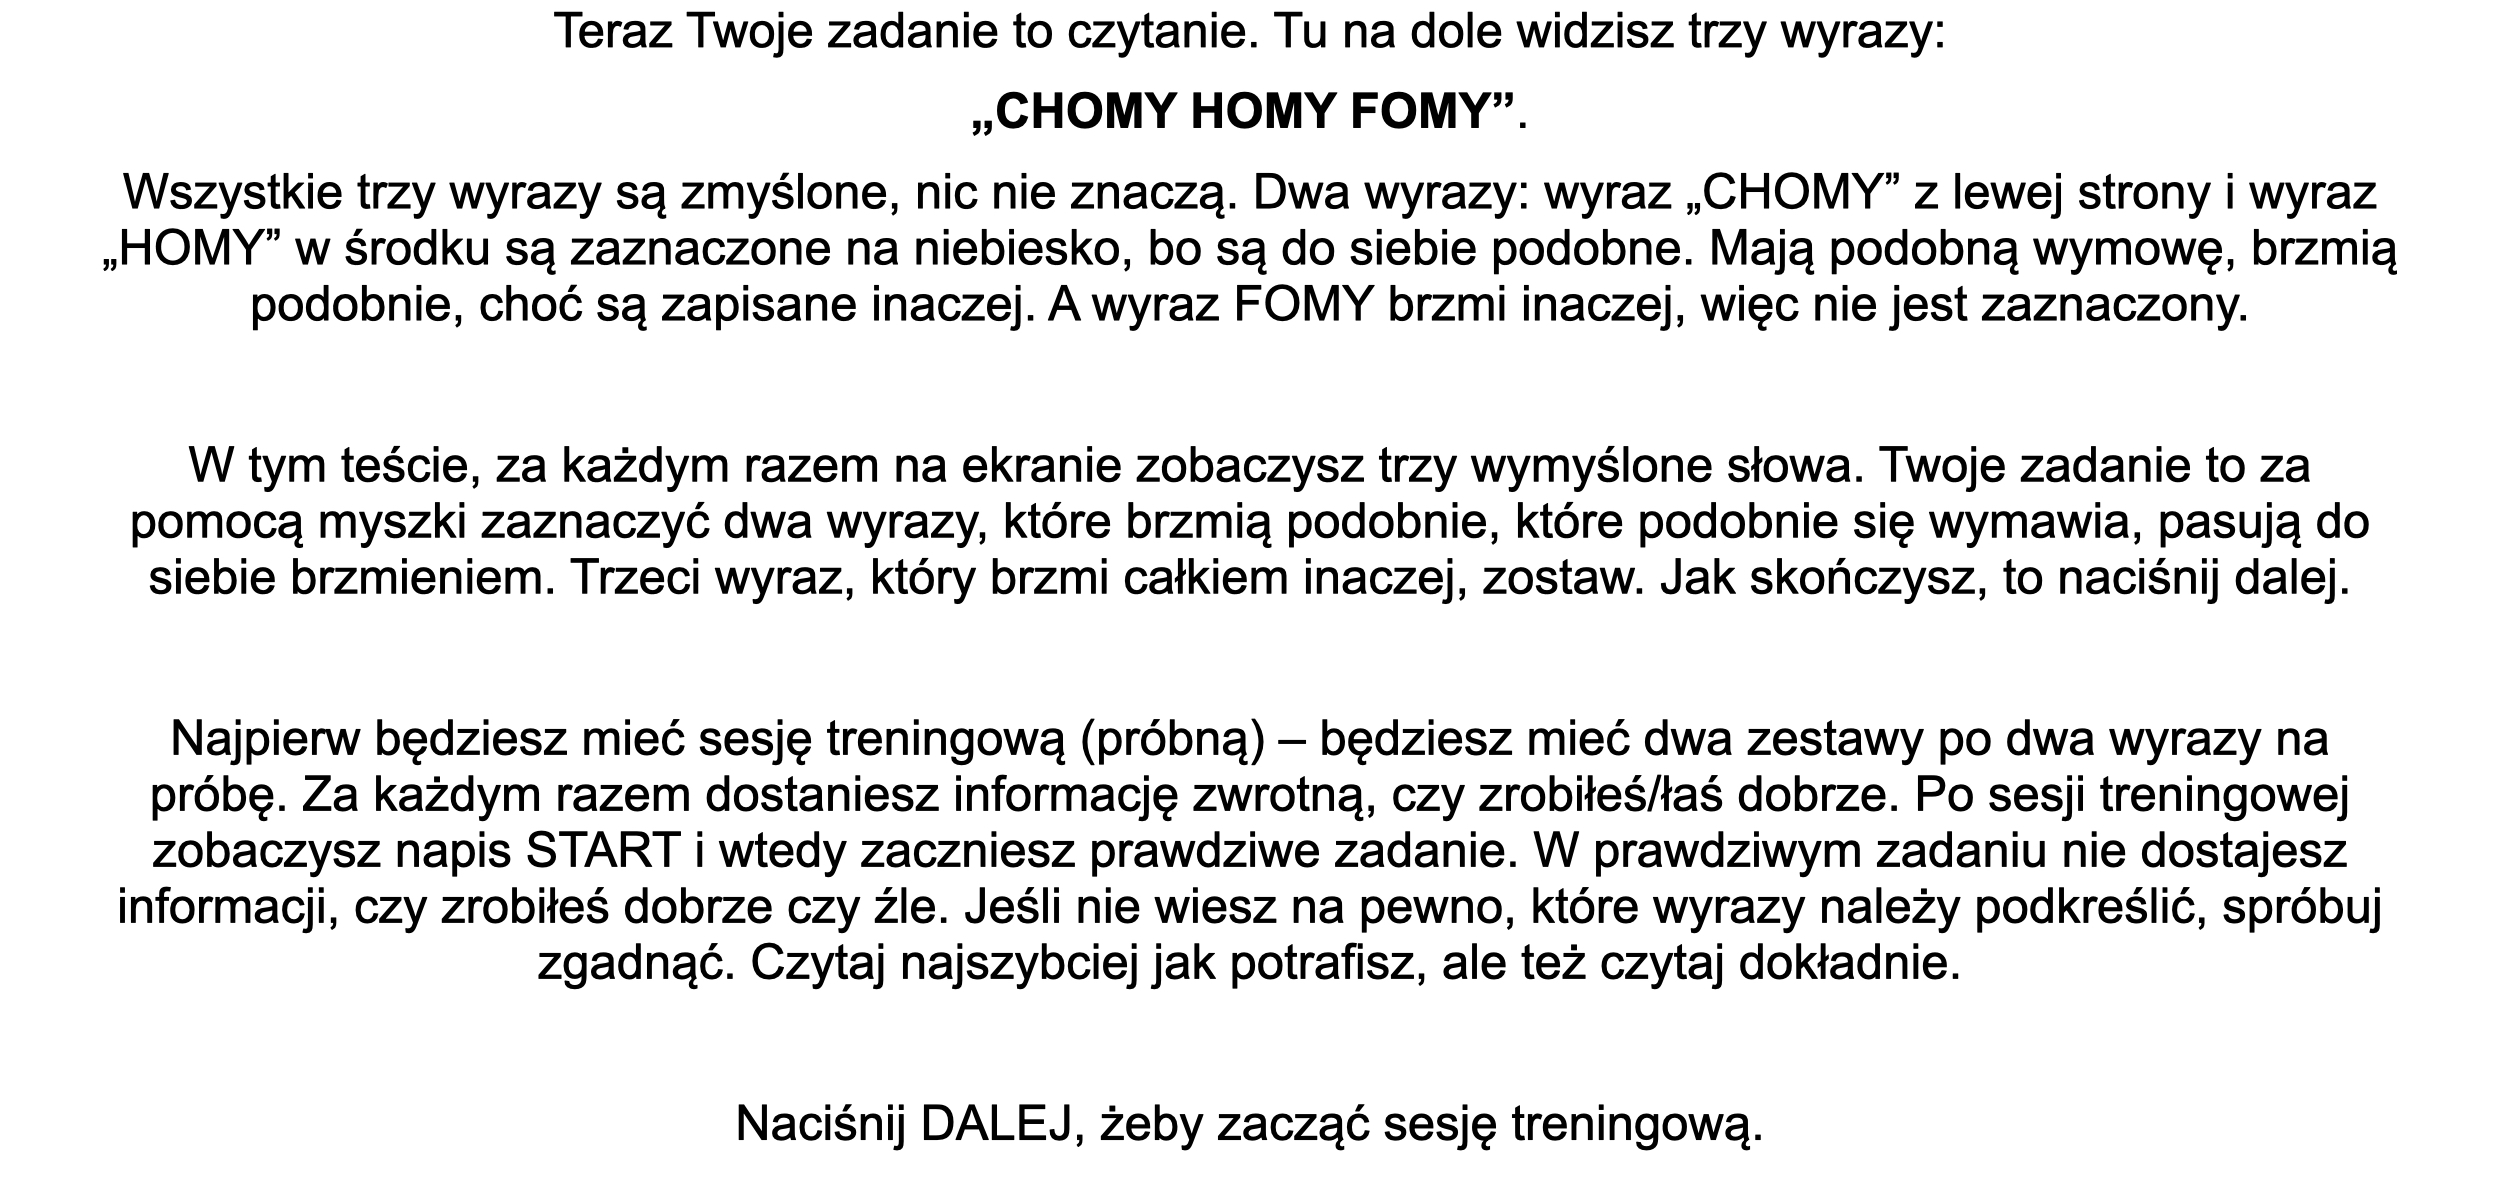 Teraz Twoje zadanie to czytanie. Tu na dole widzisz trzy wyrazy:
„CHOMY HOMY FOMY”.
Wszystkie trzy wyrazy są zmyślone, nic nie znaczą. Dwa wyrazy: wyraz „CHOMY” z lewej strony i wyraz
„HOMY” w środku są zaznaczone na niebiesko, bo są do siebie podobne. Mają podobną wymowę, brzmią
podobnie, choć są zapisane inaczej. A wyraz FOMY brzmi inaczej, więc nie jest zaznaczony.
W tym teście, za każdym razem na ekranie zobaczysz trzy wymyślone słowa. Twoje zadanie to za
pomocą myszki zaznaczyć dwa wyrazy, które brzmią podobnie, które podobnie się wymawia, pasują do
siebie brzmieniem. Trzeci wyraz, który brzmi całkiem inaczej, zostaw. Jak skończysz, to naciśnij dalej.
Najpierw będziesz mieć sesję treningową (próbną) – będziesz mieć dwa zestawy po dwa wyrazy na
próbę. Za każdym razem dostaniesz informację zwrotną, czy zrobiłeś/łaś dobrze. Po sesji treningowej
zobaczysz napis START i wtedy zaczniesz prawdziwe zadanie. W prawdziwym zadaniu nie dostajesz
informacji, czy zrobiłeś dobrze czy źle. Jeśli nie wiesz na pewno, które wyrazy należy podkreślić, spróbuj
zgadnąć. Czytaj najszybciej jak potrafisz, ale też czytaj dokładnie.
Naciśnij DALEJ, żeby zacząć sesję treningową.